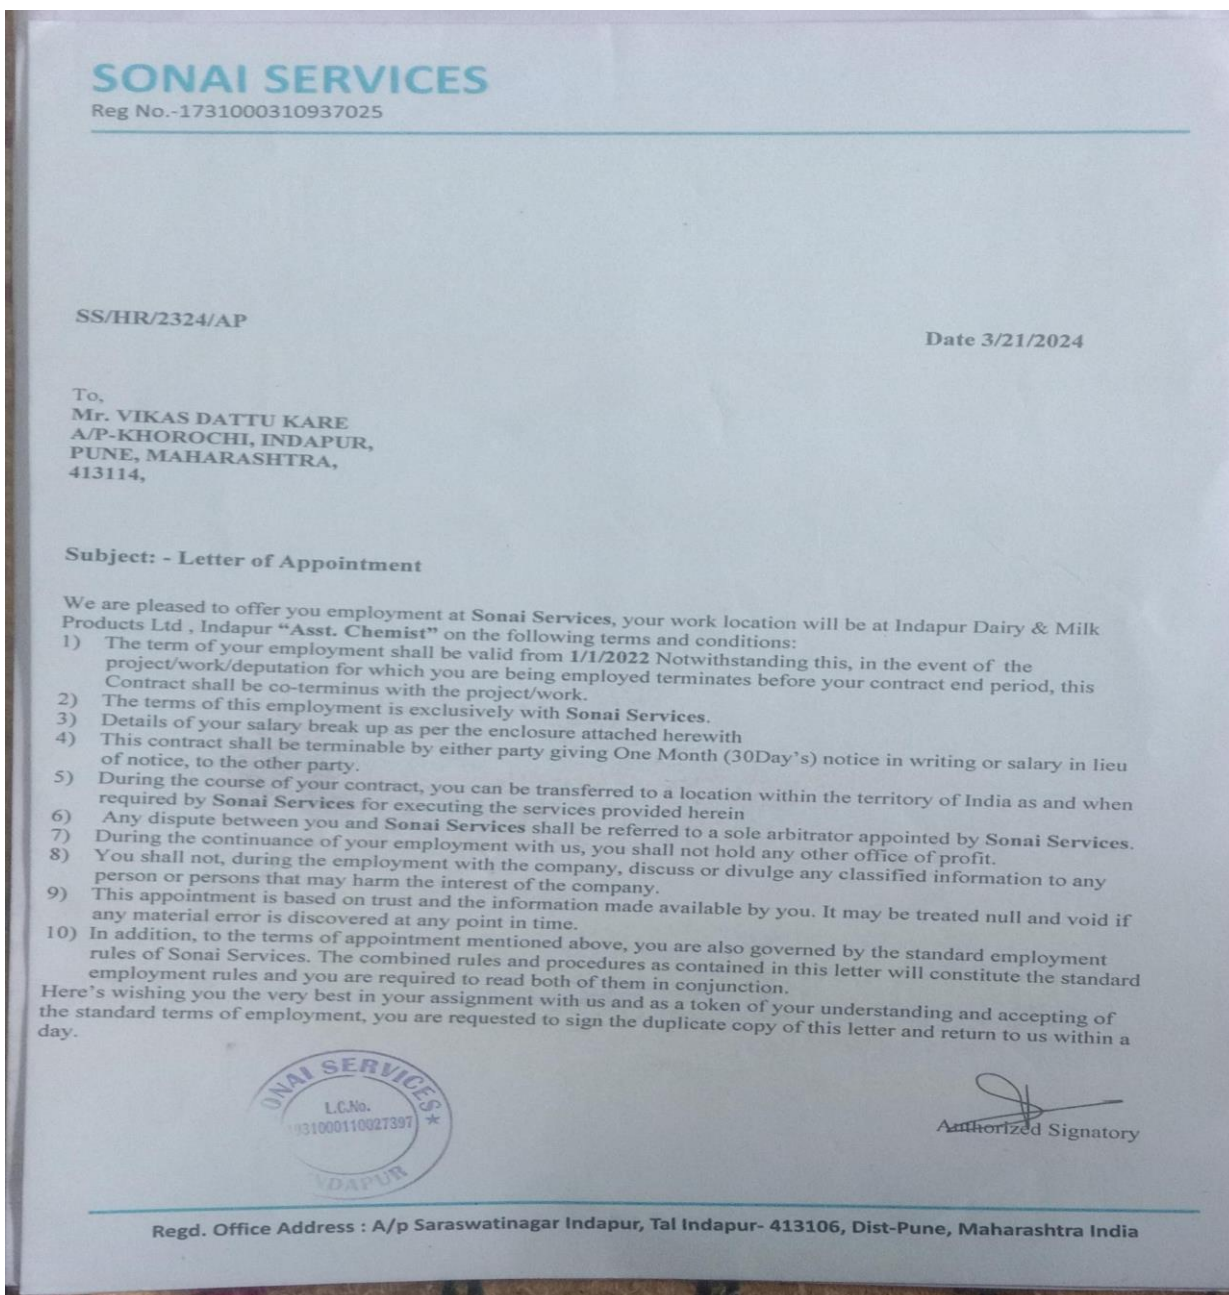 SONAI SERVICES
Reg No.-1731000310937025
SS/HR/2324/AP
Date 3/21/2024
To,
Mr. VIKAS DATTU KARE
A/P-KHOROCHI, INDAPUR,
PUNE, MAHARASHTRA,
413114,
Subject: - Letter of Appointment
We are pleased to offer you employment at Sonai Services, your work location will be at Indapur Dairy & Milk
Products Ltd , Indapur “Asst. Chemist” on the following terms and conditions:
1) The term of your employment shall be valid from 1/1/2022 Notwithstanding this, in the event of the
project/work/deputation for which you are being employed terminates before your contract end period, this
Contract shall be co-terminus with the project/work.
2) The terms of this employment is exclusively with Sonai Services.
3) Details of your salary break up as per the enclosure attached herewith
4) This contract shall be terminable by either party giving One Month (30Day’s) notice in writing or salary in lieu
of notice, to the other party.
5) During the course of your contract, you can be transferred to a location within the territory of India as and when
required by Sonai Services for executing the services provided herein
6) Any dispute between you and Sonai Services shall be referred to a sole arbitrator appointed by Sonai Services.
7) During the continuance of your employment with us, you shall not hold any other office of profit.
8) You shall not, during the employment with the company, discuss or divulge any classified information to any
person or persons that may harm the interest of the company.
9) This appointment is based on trust and the information made available by you. It may be treated null and void if
any material error is discovered at any point in time.
10) In addition, to the terms of appointment mentioned above, you are also governed by the standard employment
rules of Sonai Services. The combined rules and procedures as contained in this letter will constitute the standard
employment rules and you are required to read both of them in conjunction.
Here’s wishing you the very best in your assignment with us and as a token of your understanding and accepting of
the standard terms of employment, you are requested to sign the duplicate copy of this letter and return to us within a
day.
ONAI SERVICES
L.C.No.
931000110027397
NDAPUR
Authorized Signatory
Regd. Office Address : A/p Saraswatinagar Indapur, Tal Indapur- 413106, Dist-Pune, Maharashtra India